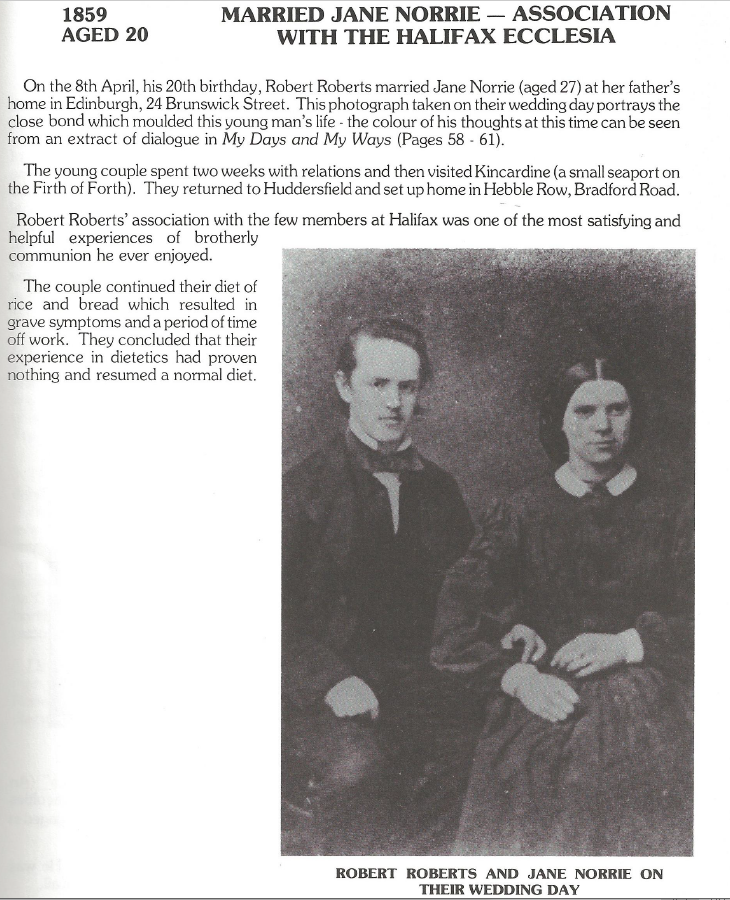 1859
AGED 20
MARRIED JANE NORRIE — ASSOCIATION
WITH THE HALIFAX ECCLESIA
On the 8th April, his 20th birthday, Robert Roberts married Jane Norrie (aged 27) at her father's
home in Edinburgh, 24 Brunswick Street. This photograph taken on their wedding day portrays the
close bond which moulded this young man's life - the colour of his thoughts at this time can be seen
from an extract of dialogue in My Days and My Ways (Pages 58 - 61).
The young couple spent two weeks with relations and then visited Kincardine (a small seaport on
the Firth of Forth). They returned to Huddersfield and set up home in Hebble Row, Bradford Road.
Robert Roberts' association with the few members at Halifax was one of the most satisfying and
helpful experiences of brotherly
communion he ever enjoyed.
The couple continued their diet of
rice and bread which resulted in
grave symptoms and a period of time
off work. They concluded that their
experience in dietetics had proven
nothing and resumed a normal diet.
ROBERT ROBERTS AND JANE NORRIE ON
THEIR WEDDING DAY